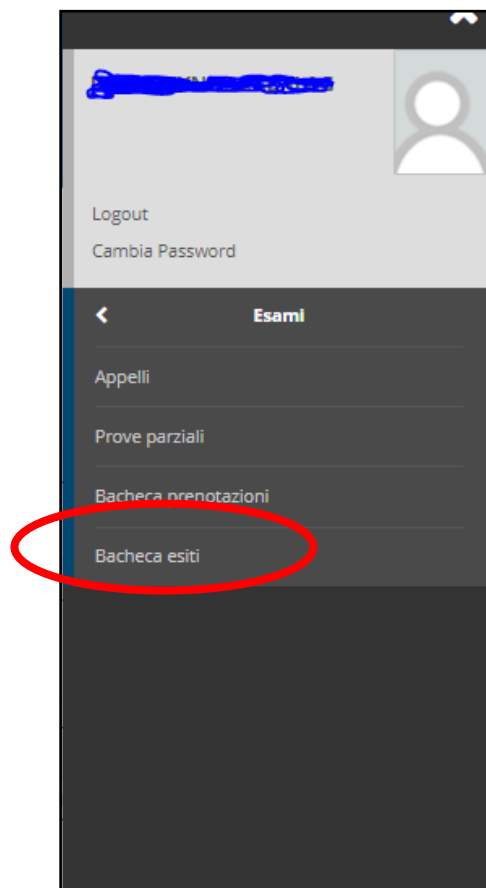 Logout
Cambia Password
Esami
Appelli
Prove parziali
Bacheca prenotazioni
Bacheca esiti